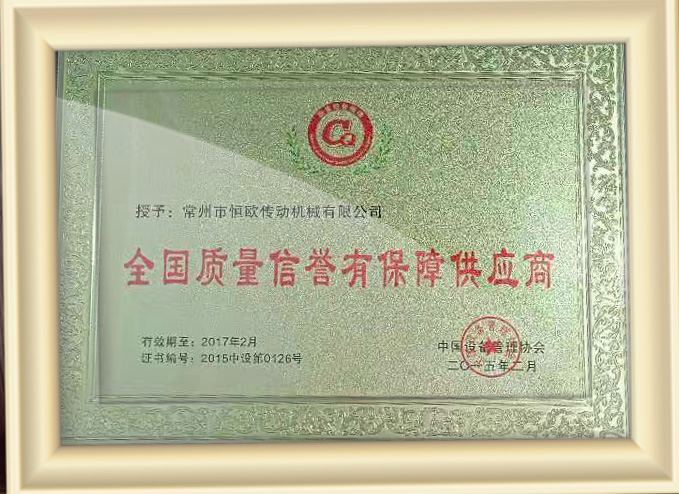 CQ
授予：常州市恒欧传动机械有限公司
全国质量信誉有保障供应商
有效期至：2017年2月
证书编号：2015中设第0126号
中国设备管理协会
二〇一五年二月